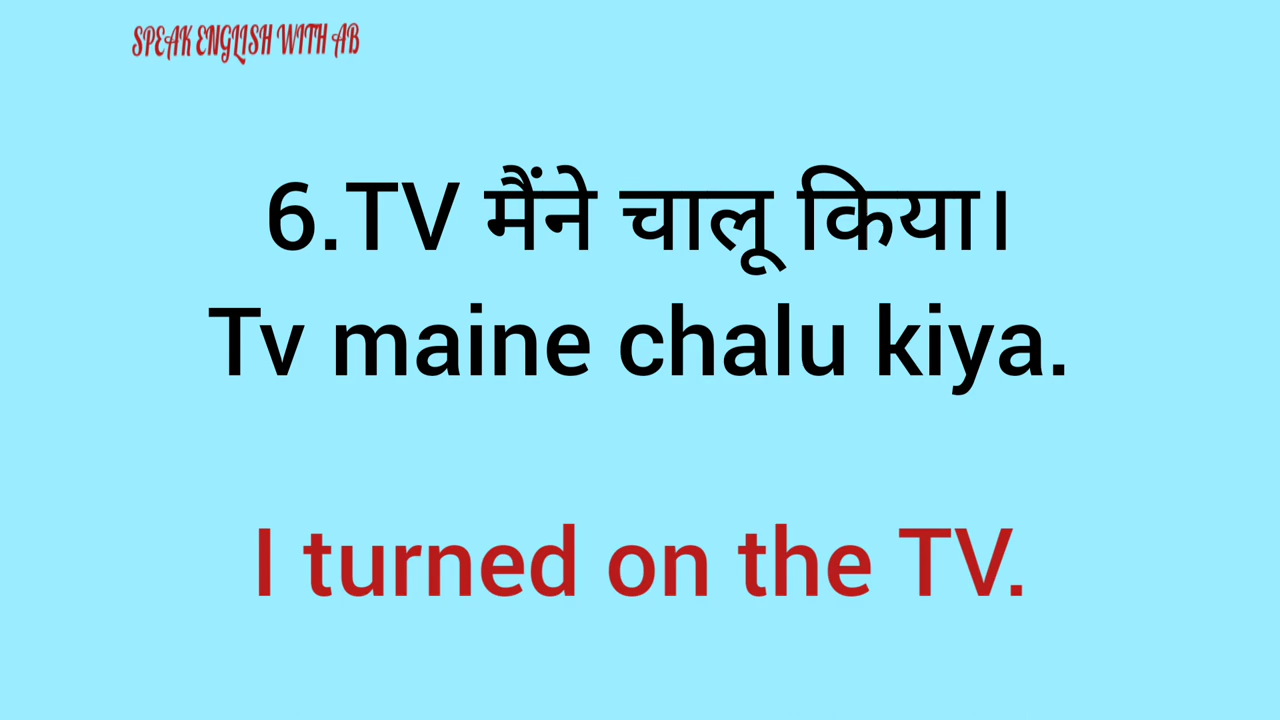 SPEAK ENGLISH WITH AB
6.TV मैंने चालू किया।
Tv maine chalu kiya.
I turned on the TV.